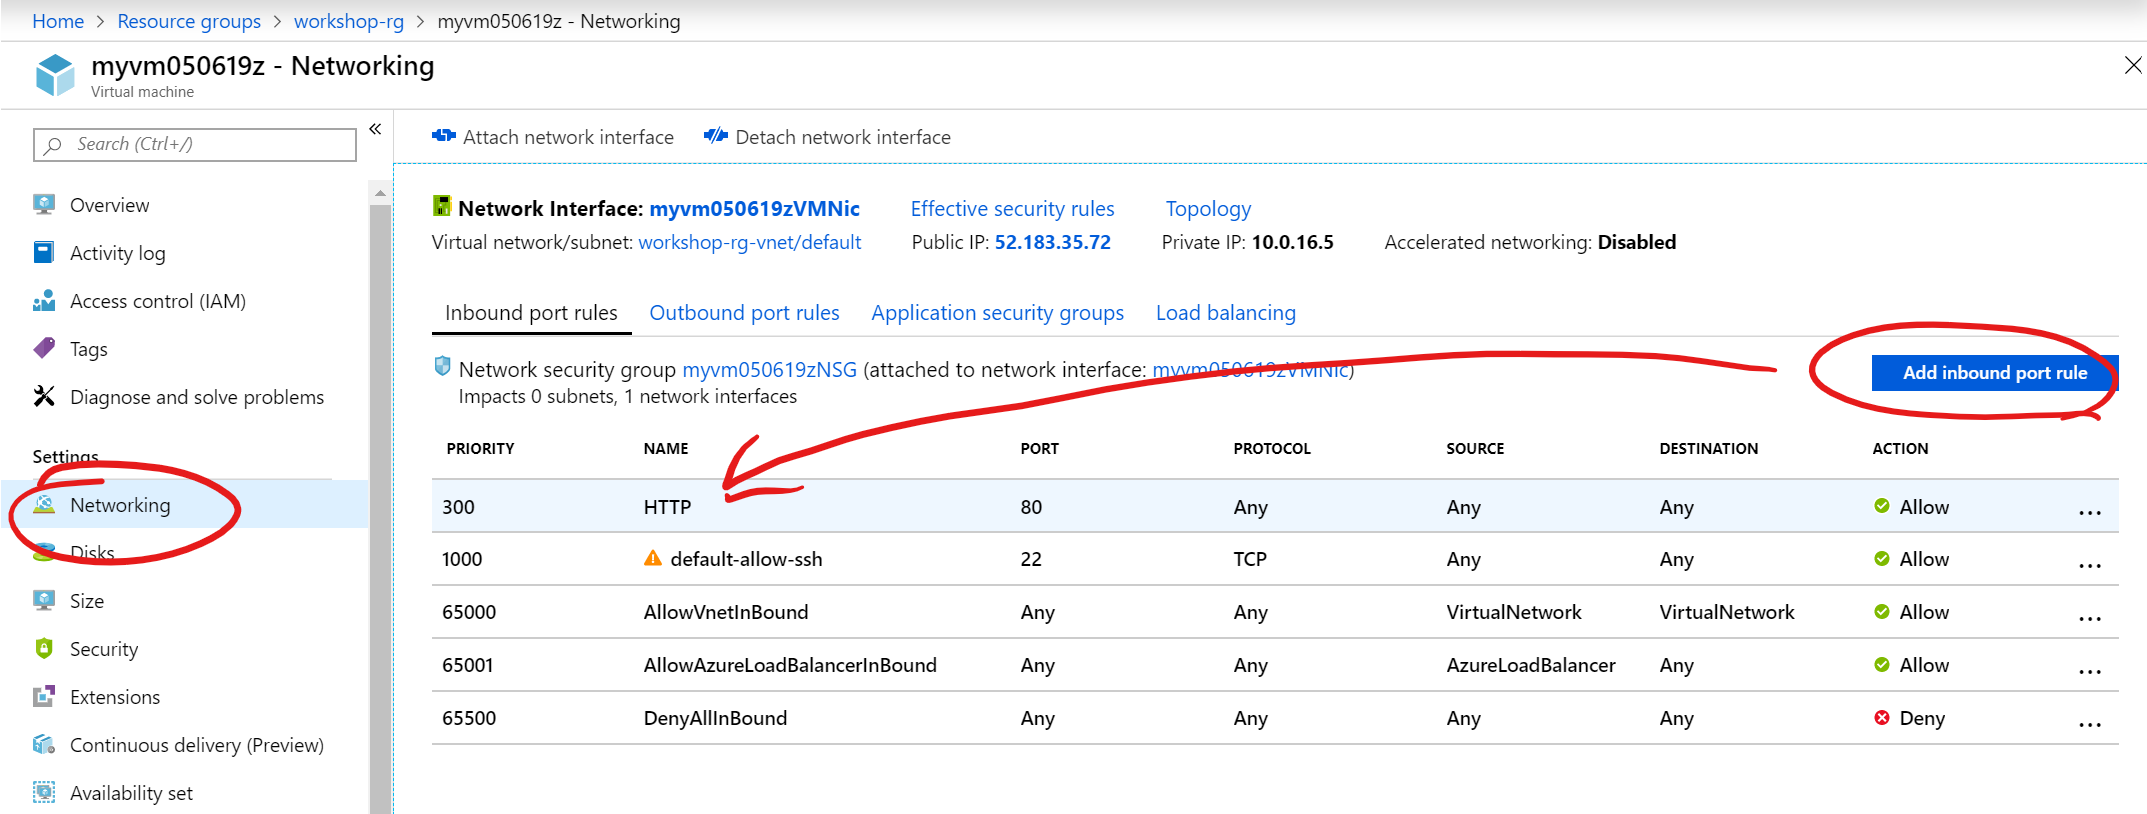 Home > Resource groups > workshop-rg > myvm050619z - Networking
myvm050619z - Networking
Virtual machine
Search (Ctrl+/)
«
Overview
Activity log
Access control (IAM)
Tags
Diagnose and solve problems
Settings
Networking
Disks
Size
Security
Extensions
Continuous delivery (Preview)
Availability set
Attach network interface Detach network interface
Network Interface: myvm050619zVMNic Effective security rules Topology
Virtual network/subnet: workshop-rg-vnet/default Public IP: 52.183.35.72 Private IP: 10.0.16.5 Accelerated networking: Disabled
Inbound port rules Outbound port rules Application security groups Load balancing
Network security group myvm050619zNSG (attached to network interface: myvm050619zVMNic)
Impacts 0 subnets, 1 network interfaces
Add inbound port rule
PRIORITY NAME PORT PROTOCOL SOURCE DESTINATION ACTION
300 HTTP 80 Any Any Any Allow ...
1000 default-allow-ssh 22 TCP Any Any Allow ...
65000 AllowVnetInBound Any Any VirtualNetwork VirtualNetwork Allow ...
65001 AllowAzureLoadBalancerInBound Any Any AzureLoadBalancer Any Allow ...
65500 DenyAllInBound Any Any Any Any Deny ...